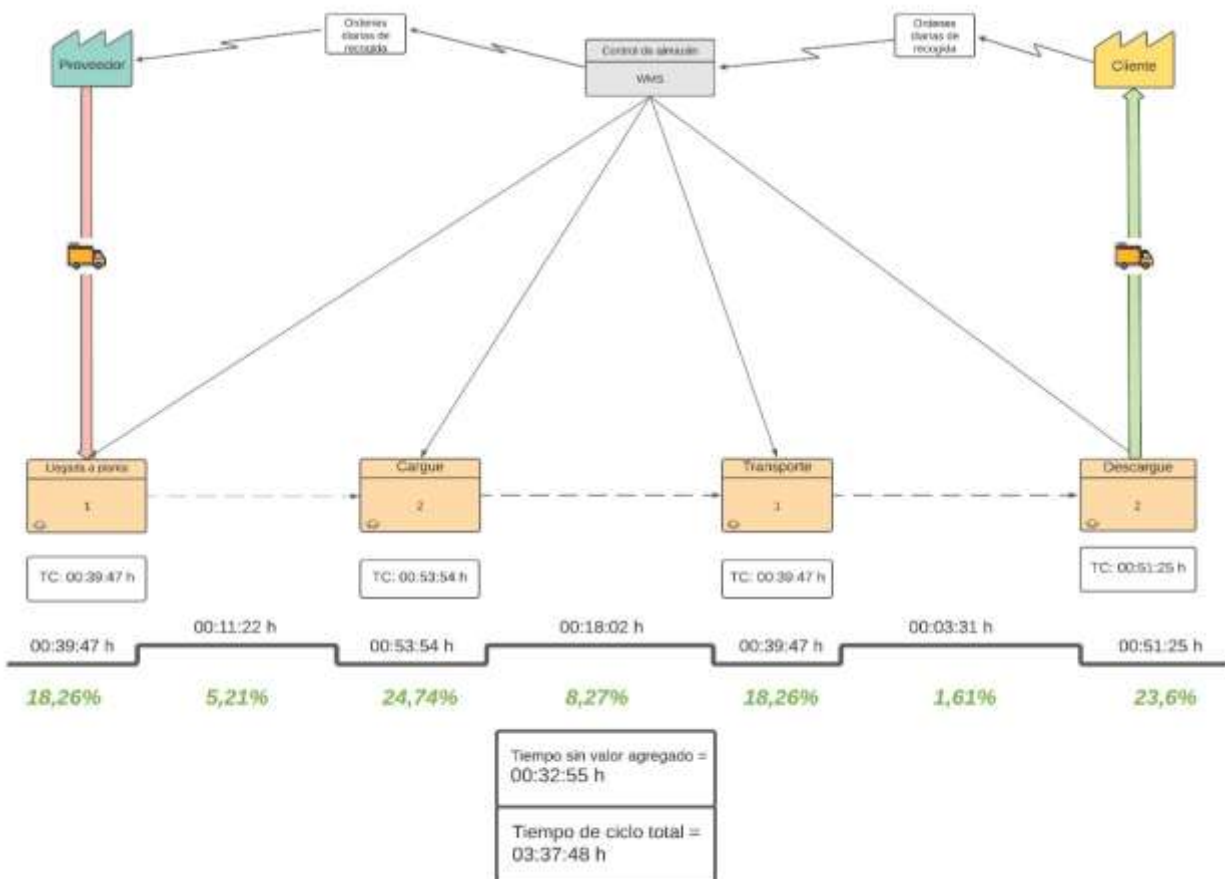 Ordenes
diarias de
recogida
Ordenes
diarias de
recogida
Proveedor
Control de almacén
WMS
Cliente
Llegada a planta
1
Cargue
2
Transporte
1
Descargue
2
TC: 00:39:47 h
TC: 00:53:54 h
TC: 00:39:47 h
TC: 00:51:25 h
00:39:47 h
00:11:22 h
00:53:54 h
00:18:02 h
00:39:47 h
00:03:31 h
00:51:25 h
18,26%
5,21%
24,74%
8,27%
18,26%
1,61%
23,6%
Tiempo sin valor agregado =
00:32:55 h
Tiempo de ciclo total =
03:37:48 h